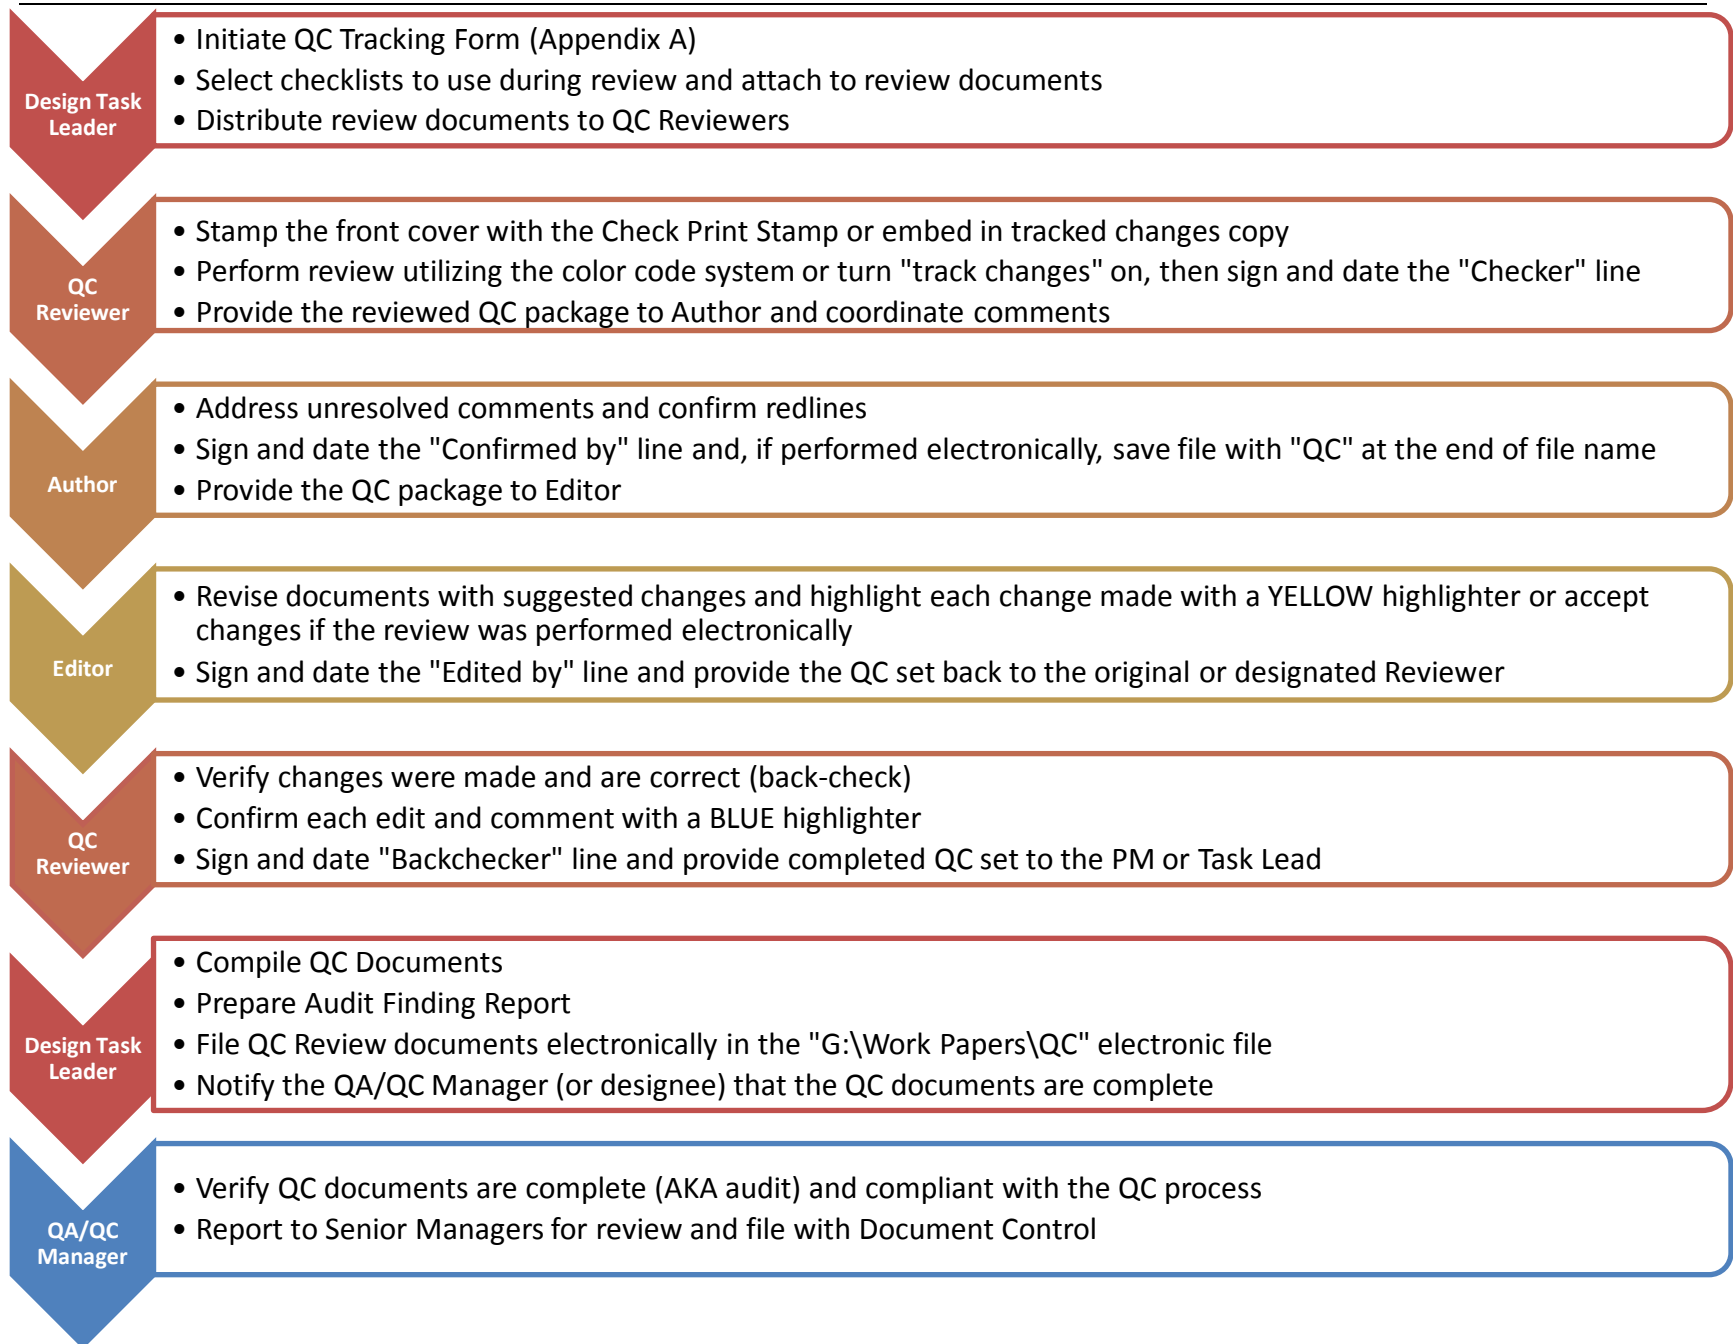 Design Task
Leader
• Initiate QC Tracking Form (Appendix A)
• Select checklists to use during review and attach to review documents
• Distribute review documents to QC Reviewers
QC
Reviewer
• Stamp the front cover with the Check Print Stamp or embed in tracked changes copy
• Perform review utilizing the color code system or turn "track changes" on, then sign and date the "Checker" line
• Provide the reviewed QC package to Author and coordinate comments
Author
• Address unresolved comments and confirm redlines
• Sign and date the "Confirmed by" line and, if performed electronically, save file with "QC" at the end of file name
• Provide the QC package to Editor
Editor
• Revise documents with suggested changes and highlight each change made with a YELLOW highlighter or accept
changes if the review was performed electronically
• Sign and date the "Edited by" line and provide the QC set back to the original or designated Reviewer
QC
Reviewer
• Verify changes were made and are correct (back-check)
• Confirm each edit and comment with a BLUE highlighter
• Sign and date "Backchecker" line and provide completed QC set to the PM or Task Lead
Design Task
Leader
• Compile QC Documents
• Prepare Audit Finding Report
• File QC Review documents electronically in the "G:\Work Papers\QC" electronic file
• Notify the QA/QC Manager (or designee) that the QC documents are complete
QA/QC
Manager
• Verify QC documents are complete (AKA audit) and compliant with the QC process
• Report to Senior Managers for review and file with Document Control